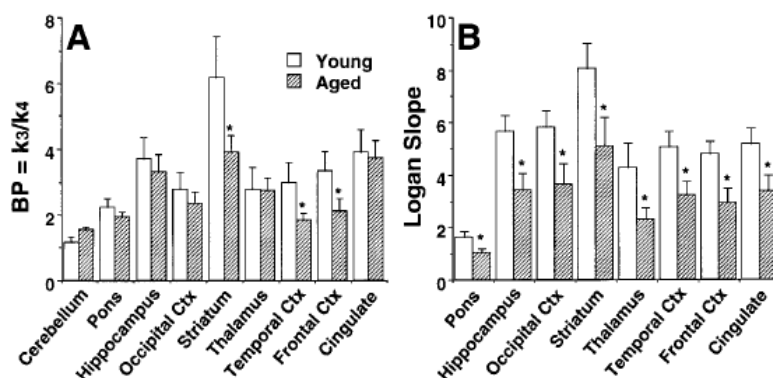 A
Young
Aged
BP = k3/k4
8
6
4
2
0
*
*
*
Cerebellum
Pons
Hippocampus
Occipital Ctx
Striatum
Thalamus
Temporal Ctx
Frontal Ctx
Cingulate
B
Logan Slope
10
8
6
4
2
0
*
*
*
*
*
*
*
*
Pons
Hippocampus
Occipital Ctx
Striatum
Thalamus
Temporal Ctx
Frontal Ctx
Cingulate